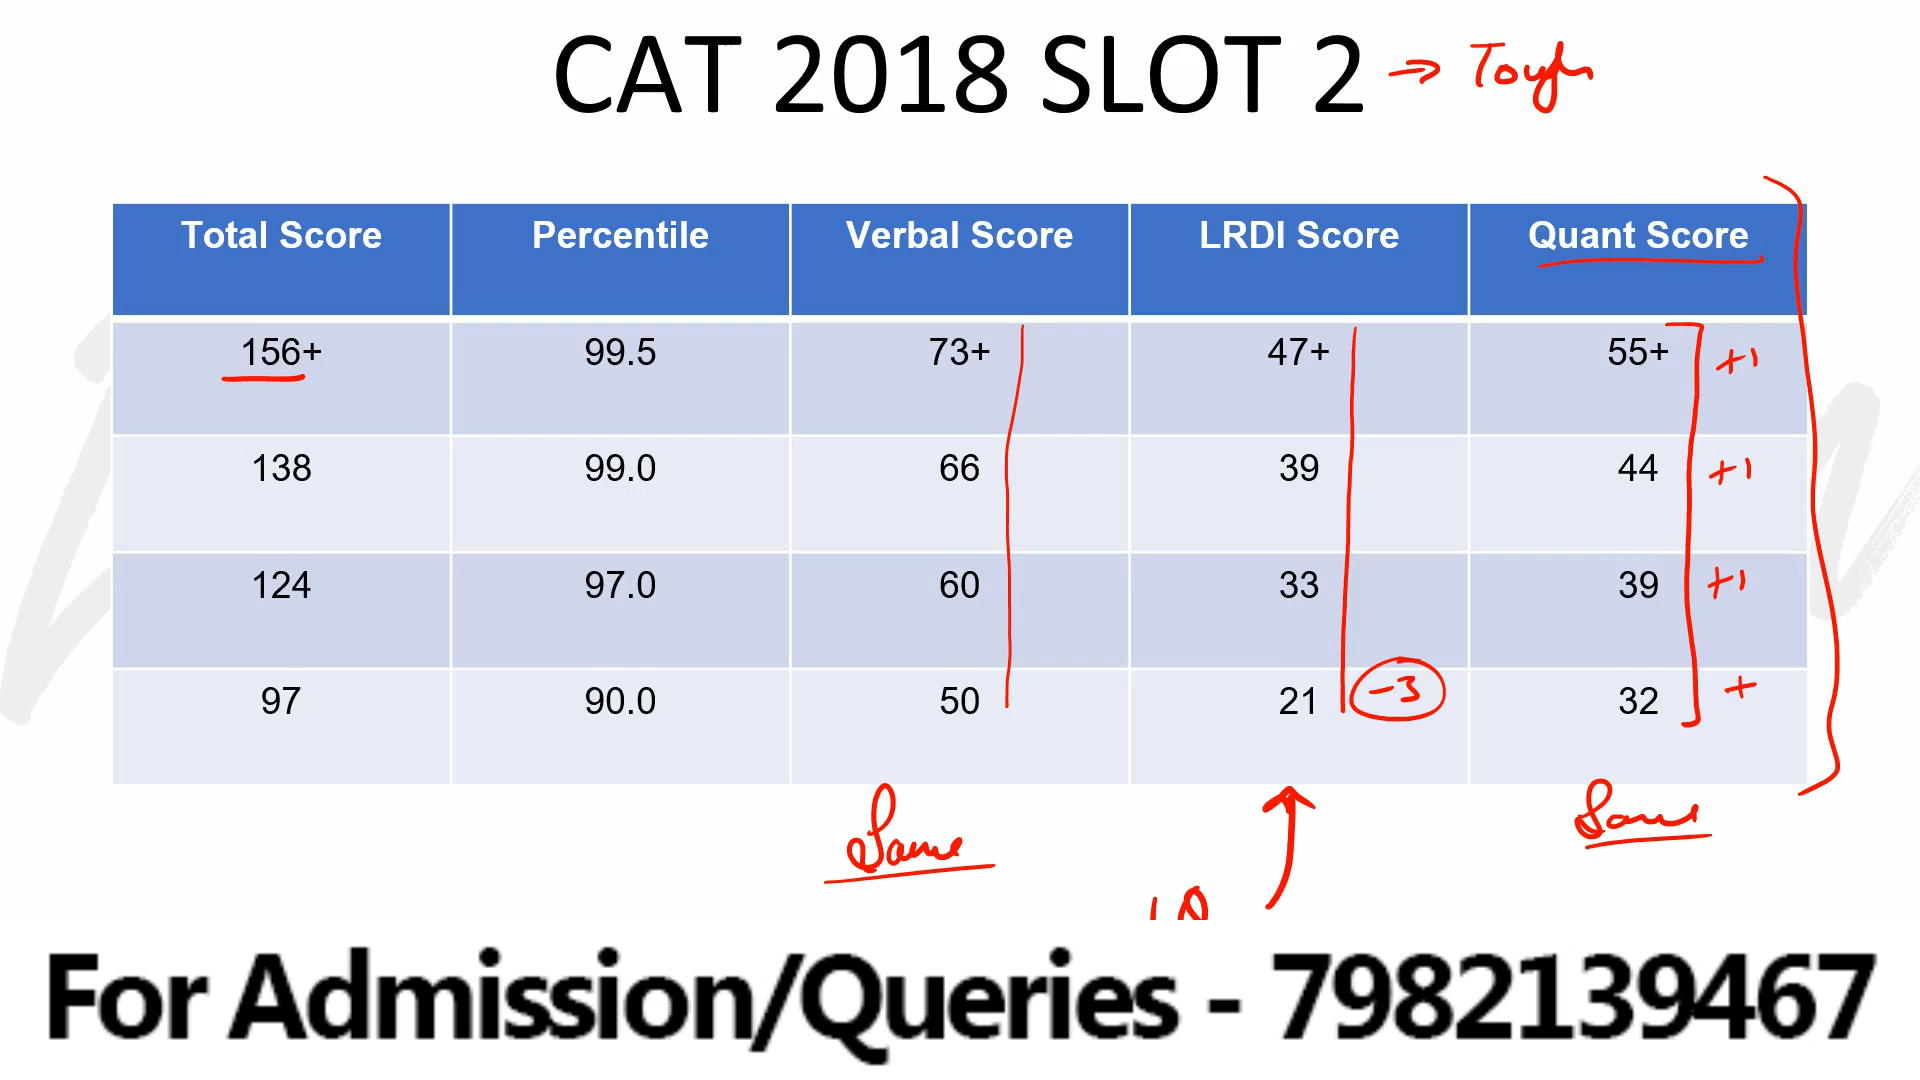 CAT 2018 SLOT 2 → Tough
Total Score Percentile Verbal Score LRDI Score Quant Score
156+ 99.5 73+ 47+ 55+ +1
138 99.0 66 39 44 +1
124 97.0 60 33 39 +1
97 90.0 50 21 -3 32 +
Same Same
For Admission/Queries - 7982139467